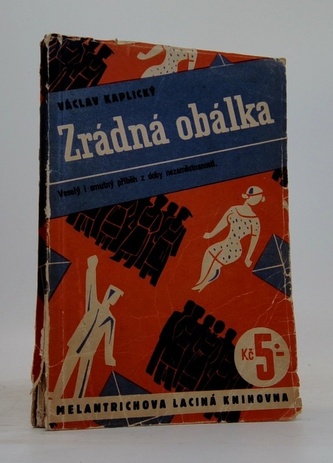 VÁCLAV KAPLICKÝ
Zrádná obálka
Veselý i smutný příběh z doby nezaměstnanosti.
Kč 5·-
MELANTRICHOVA LACINÁ KNIHOVNA